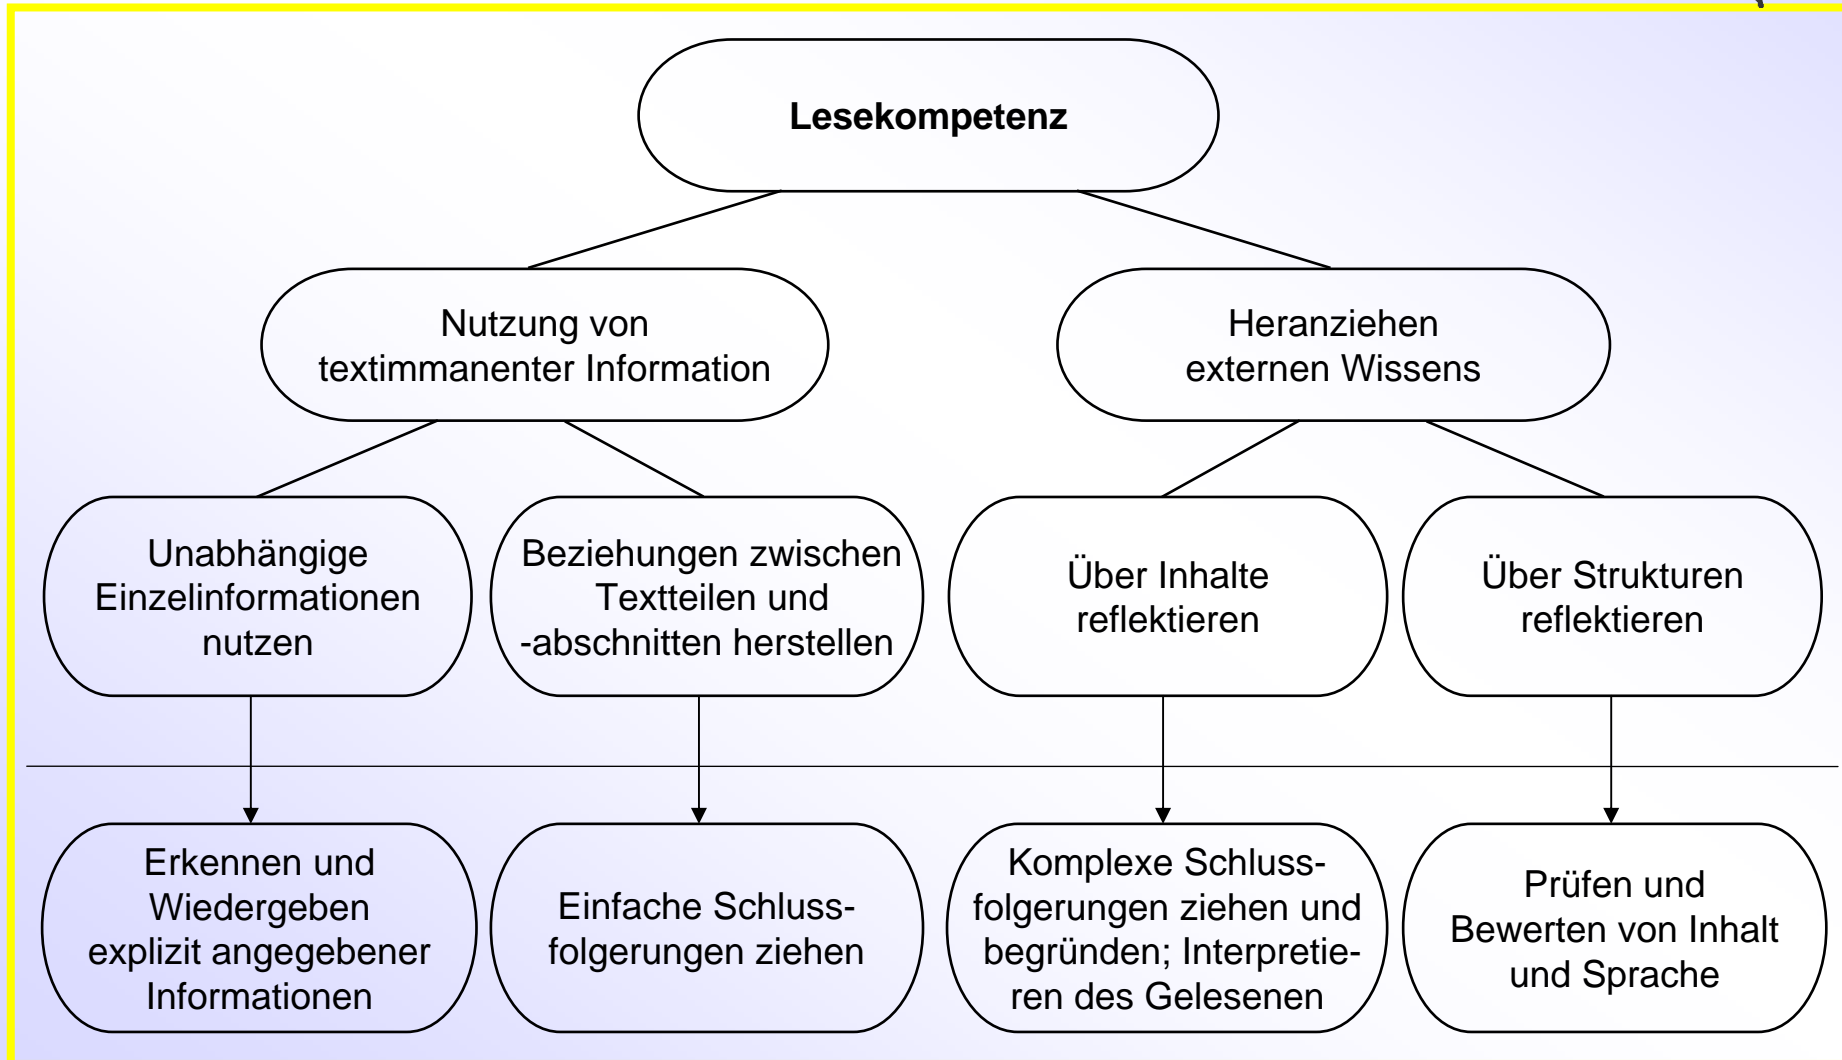 Lesekompetenz
Nutzung von
textimmanenter Information
Heranziehen
externen Wissens
Unabhängige
Einzelinformationen
nutzen
Beziehungen zwischen
Textteilen und
-abschnitten herstellen
Über Inhalte
reflektieren
Über Strukturen
reflektieren
Erkennen und
Wiedergeben
explizit angegebener
Informationen
Einfache Schluss-
folgerungen ziehen
Komplexe Schluss-
folgerungen ziehen und
begründen; Interpretie-
ren des Gelesenen
Prüfen und
Bewerten von Inhalt
und Sprache